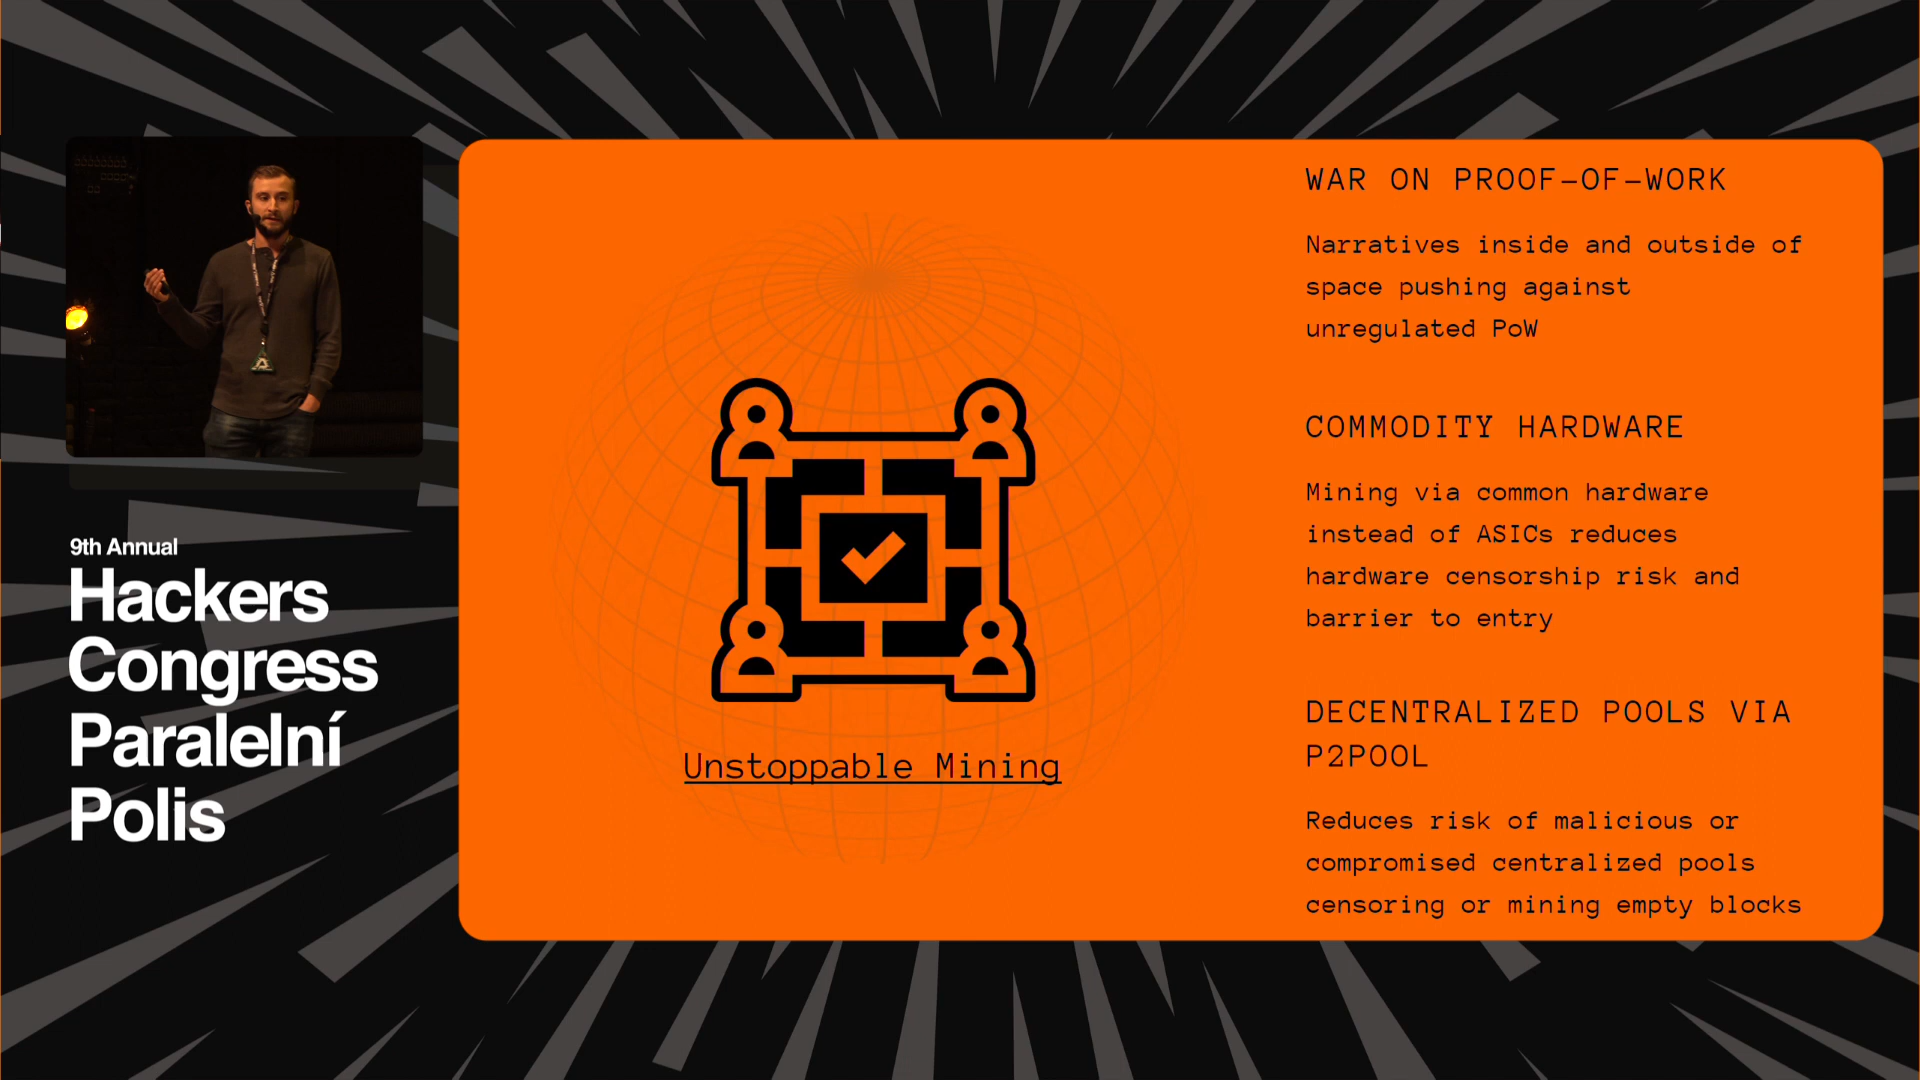 9th Annual
Hackers
Congress
Paralelní
Polis
Unstoppable Mining
WAR ON PROOF-OF-WORK
Narratives inside and outside of
space pushing against
unregulated PoW
COMMODITY HARDWARE
Mining via common hardware
instead of ASICs reduces
hardware censorship risk and
barrier to entry
DECENTRALIZED POOLS VIA
P2POOL
Reduces risk of malicious or
compromised centralized pools
censoring or mining empty blocks